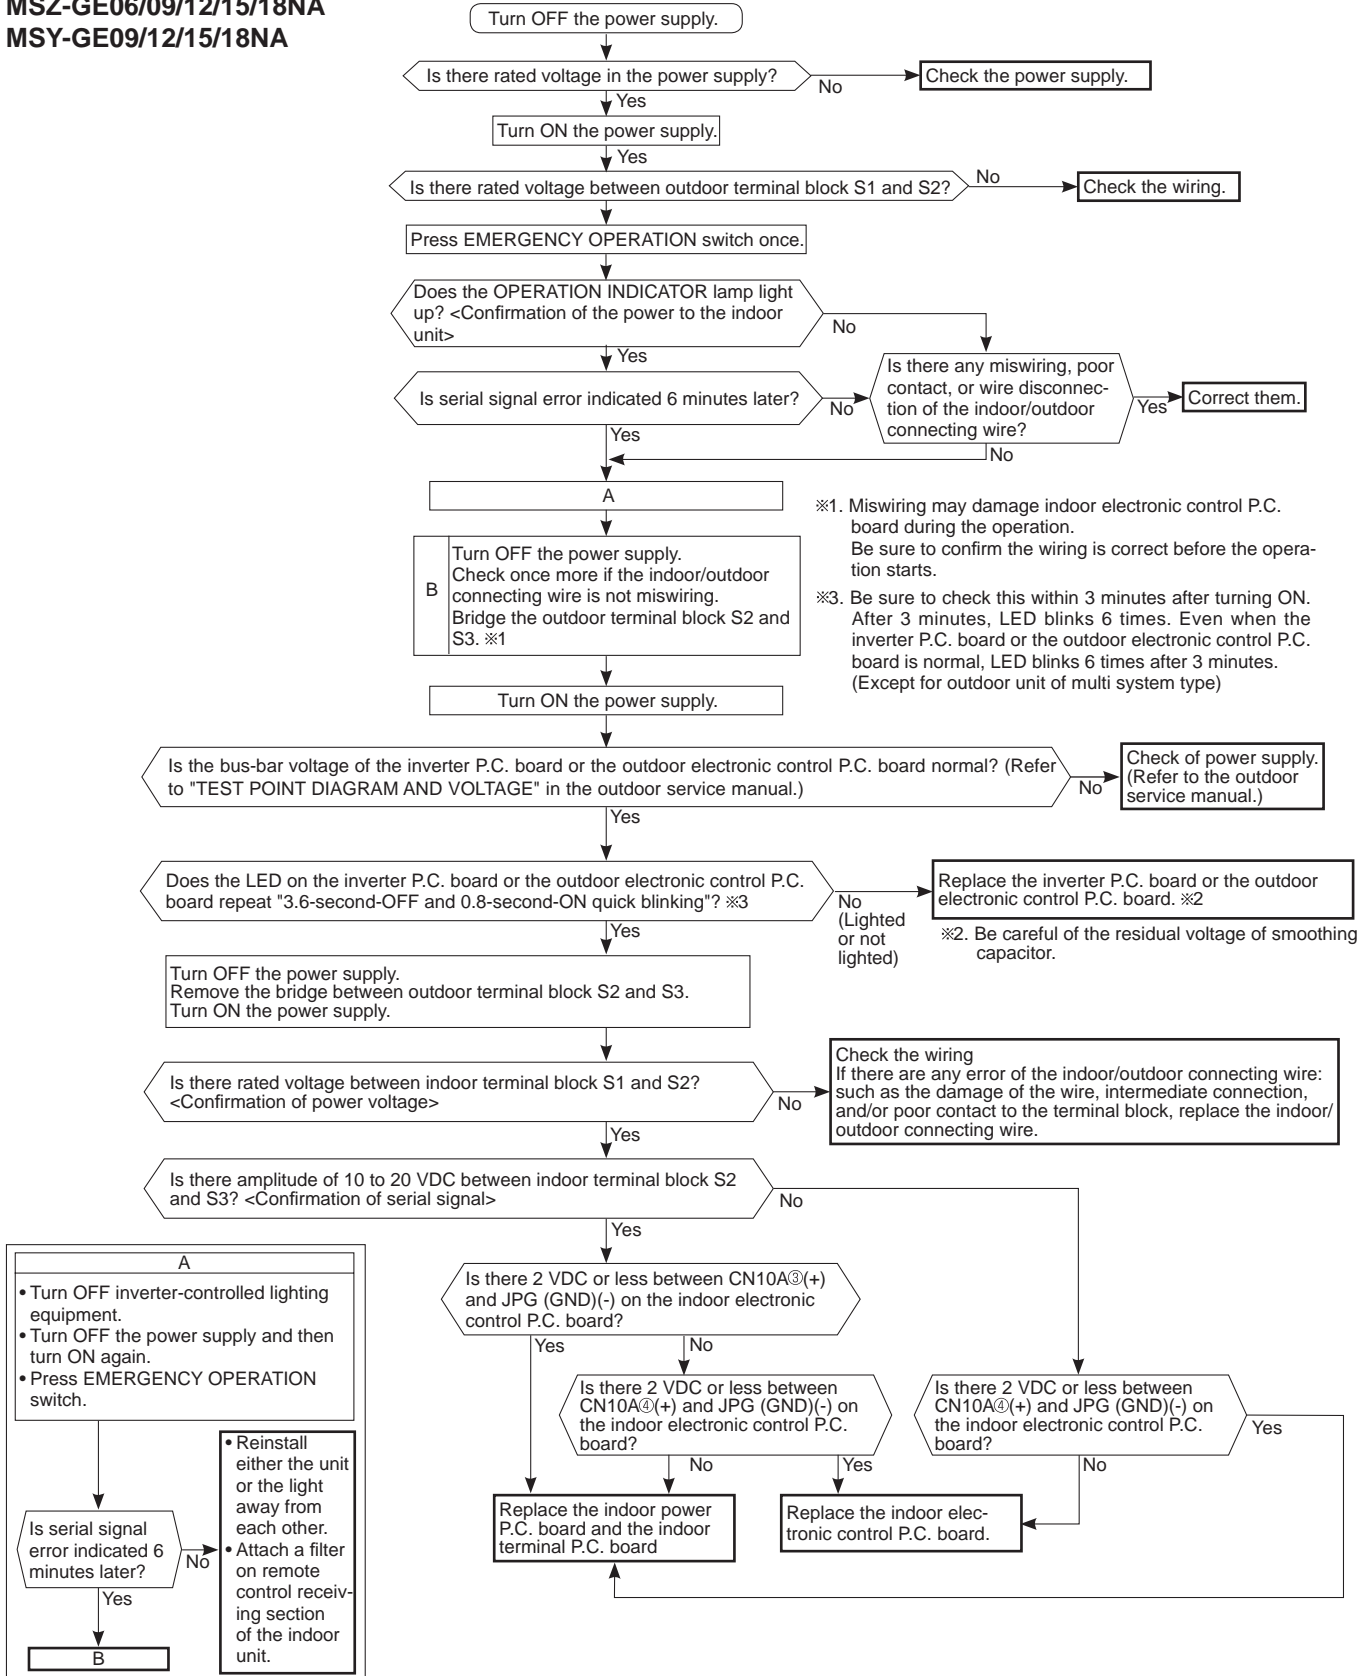 MSZ-GE06/09/12/15/18NA
MSY-GE09/12/15/18NA
Turn OFF the power supply.
Is there rated voltage in the power supply?
No
Check the power supply.
Yes
Turn ON the power supply.
Yes
Is there rated voltage between outdoor terminal block S1 and S2?
No
Check the wiring.
Press EMERGENCY OPERATION switch once.
Does the OPERATION INDICATOR lamp light
up? <Confirmation of the power to the indoor
unit>
No
Yes
Is serial signal error indicated 6 minutes later?
No
Is there any miswiring, poor
contact, or wire disconnec-
tion of the indoor/outdoor
connecting wire?
Yes
Correct them.
Yes
No
A
※1. Miswiring may damage indoor electronic control P.C.
board during the operation.
Be sure to confirm the wiring is correct before the opera-
tion starts.
※3. Be sure to check this within 3 minutes after turning ON.
After 3 minutes, LED blinks 6 times. Even when the
inverter P.C. board or the outdoor electronic control P.C.
board is normal, LED blinks 6 times after 3 minutes.
(Except for outdoor unit of multi system type)
B
Turn OFF the power supply.
Check once more if the indoor/outdoor
connecting wire is not miswiring.
Bridge the outdoor terminal block S2 and
S3. ※1
Turn ON the power supply.
Is the bus-bar voltage of the inverter P.C. board or the outdoor electronic control P.C. board normal? (Refer
to "TEST POINT DIAGRAM AND VOLTAGE" in the outdoor service manual.)
No
Check of power supply.
(Refer to the outdoor
service manual.)
Yes
Does the LED on the inverter P.C. board or the outdoor electronic control P.C.
board repeat "3.6-second-OFF and 0.8-second-ON quick blinking"? ※3
No
(Lighted
or not
lighted)
Replace the inverter P.C. board or the outdoor
electronic control P.C. board. ※2
※2. Be careful of the residual voltage of smoothing
capacitor.
Yes
Turn OFF the power supply.
Remove the bridge between outdoor terminal block S2 and S3.
Turn ON the power supply.
Is there rated voltage between indoor terminal block S1 and S2?
<Confirmation of power voltage>
No
Check the wiring
If there are any error of the indoor/outdoor connecting wire:
such as the damage of the wire, intermediate connection,
and/or poor contact to the terminal block, replace the indoor/
outdoor connecting wire.
Yes
Is there amplitude of 10 to 20 VDC between indoor terminal block S2
and S3? <Confirmation of serial signal>
No
Yes
Is there 2 VDC or less between CN10A③(+)
and JPG (GND)(-) on the indoor electronic
control P.C. board?
Yes
No
Is there 2 VDC or less between
CN10A④(+) and JPG (GND)(-) on
the indoor electronic control P.C.
board?
No
Yes
Is there 2 VDC or less between
CN10A④(+) and JPG (GND)(-) on
the indoor electronic control P.C.
board?
Yes
No
Replace the indoor power
P.C. board and the indoor
terminal P.C. board
Replace the indoor elec-
tronic control P.C. board.
A
• Turn OFF inverter-controlled lighting
equipment.
• Turn OFF the power supply and then
turn ON again.
• Press EMERGENCY OPERATION
switch.
Is serial signal
error indicated 6
minutes later?
No
• Reinstall
either the unit
or the light
away from
each other.
• Attach a filter
on remote
control receiv-
ing section
of the indoor
unit.
Yes
B